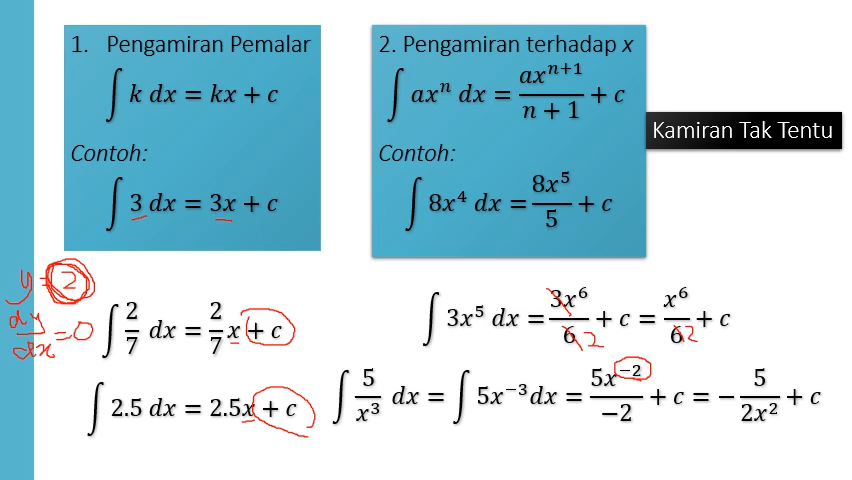 1. Pengamiran Pemalar
∫ k dx = kx + c
Contoh:
∫ 3 dx = 3x + c
2. Pengamiran terhadap x
∫ axⁿ dx = axⁿ⁺¹/(n + 1) + c
Contoh:
∫ 8x⁴ dx = 8x⁵/5 + c
Kamiran Tak Tentu
y = 2
dy/dx = 0
∫ 2/7 dx = 2/7 x + c
∫ 2.5 dx = 2.5x + c
∫ 3x⁵ dx = 3x⁶/6 2 + c = x⁶/6 2 + c
∫ 5/x³ dx = ∫ 5x⁻³ dx = 5x⁻²/−2 + c = − 5/2x² + c